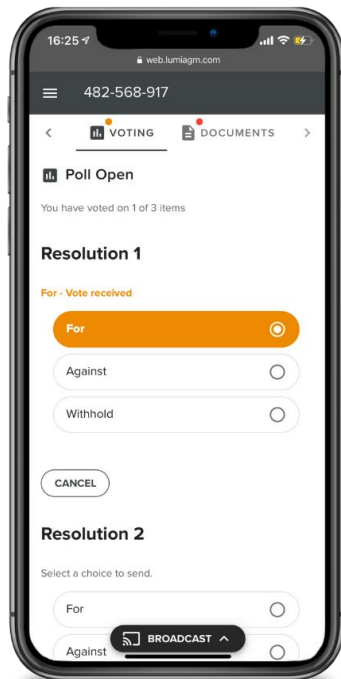 16:25
web.lumiagm.com
482-568-917
VOTING
DOCUMENTS
Poll Open
You have voted on 1 of 3 items
Resolution 1
For - Vote received
For
Against
Withhold
CANCEL
Resolution 2
Select a choice to send.
For
BROADCAST
Against